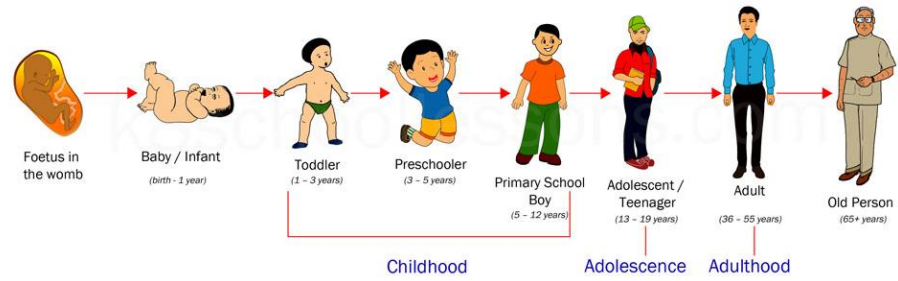 Foetus in
the womb
Baby / Infant
(birth - 1 year)
Toddler
(1 – 3 years)
Preschooler
(3 – 5 years)
Primary School
Boy
(5 – 12 years)
Adolescent /
Teenager
(13 – 19 years)
Adult
(36 – 55 years)
Old Person
(65+ years)
Childhood
Adolescence
Adulthood